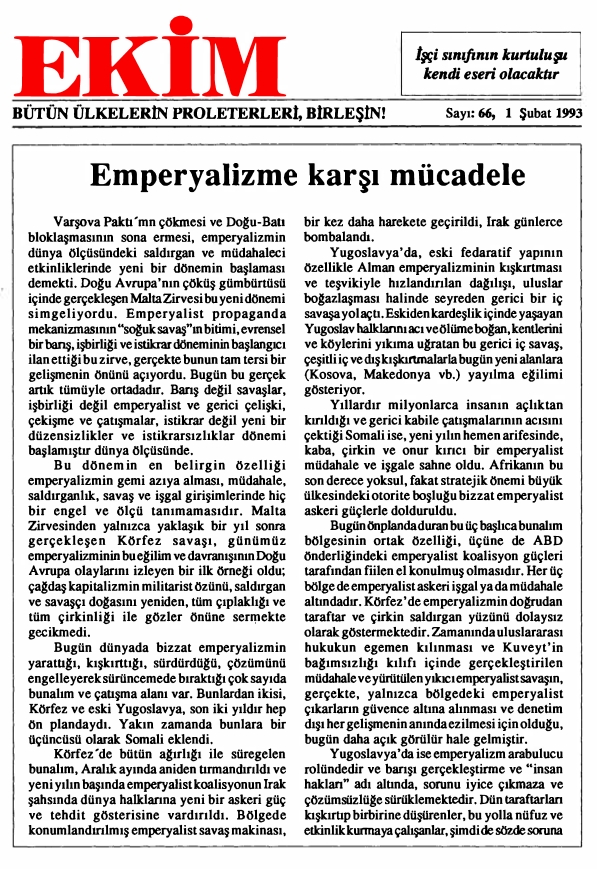 EKİM
İşçi sınıfının kurtuluşu
kendi eseri olacaktır
BÜTÜN ÜLKELERİN PROLETERLERİ, BİRLEŞİN!
Sayı: 66, 1 Şubat 1993
Emperyalizme karşı mücadele
Varşova Paktı´mn çökmesi ve Doğu-Batı
bloklaşmasının sona ermesi, emperyalizmin
dünya ölçüsündeki saldırgan ve müdahaleci
etkinliklerinde yeni bir dönemin başlaması
demekti. Doğu Avrupa’nın çöküş gümbürtüsü
içinde gerçekleşen Malta Zirvesi bu yeni dönemi
simgeliyordu. Emperyalist propaganda
mekanizmasının “soğuk savaş”ın bitimi, evrensel
bir barış, işbirliği ve istikrar döneminin başlangıcı
ilan ettiği bu zirve, gerçekte bunun tam tersi bir
gelişmenin önünü açıyordu. Bugün bu gerçek
artık tümüyle ortadadır. Barış değil savaşlar,
işbirliği değil emperyalist ve gerici çelişki,
çekişme ve çatışmalar, istikrar değil yeni bir
düzensizlikler ve istikrarsızlıklar dönemi
başlamıştır dünya ölçüsünde.
Bu dönemin en belirgin özelliği
emperyalizmin gemi azıya alması, müdahale,
saldırganlık, savaş ve işgal girişimlerinde hiç
bir engel ve ölçü tanımamasıdır. Malta
Zirvesinden yalnızca yaklaşık bir yıl sonra
gerçekleşen Körfez savaşı, günümüz
emperyalizminin bu eğilim ve davranışının Doğu
Avrupa olaylarını izleyen bir ilk örneği oldu;
çağdaş kapitalizmin militarist özünü, saldırgan
ve savaşçı doğasını yeniden, tüm çıplaklığı ve
tüm çirkinliği ile gözler önüne sermekte
gecikmedi.
Bugün dünyada bizzat emperyalizmin
yarattığı, kışkırttığı, sürdürdüğü, çözümünü
engelleyerek sürüncemede bıraktığı çok sayıda
bunalım ve çatışma alanı var. Bunlardan ikisi,
Körfez ve eski Yugoslavya, son iki yıldır hep
ön plandaydı. Yakın zamanda bunlara bir
üçüncüsü olarak Somali eklendi.
Körfez´de bütün ağırlığı ile süregelen
bunalım, Aralık ayında aniden tırmandırıldı ve
yeni yılın başında emperyalist koalisyonun Irak
şahsında dünya halklarına yeni bir askeri güç
ve tehdit gösterisine vardırıldı. Bölgede
konumlandırılmış emperyalist savaş makinası,
bir kez daha harekete geçirildi, Irak günlerce
bombalandı.
Yugoslavya’da, eski fedaratif yapının
özellikle Alman emperyalizminin kışkırtması
ve teşvikiyle hızlandırılan dağılışı, uluslar
boğazlaşması halinde seyreden gerici bir iç
savaşa yol açtı. Eskiden kardeşlik içinde yaşayan
Yugoslav halklarını acı ve ölüme boğan, kentlerini
ve köylerini yıkıma uğratan bu gerici iç savaş,
çeşitli iç ve dış kışkırtmalarla bugün yeni alanlara
(Kosova, Makedonya vb.) yayılma eğilimi
gösteriyor.
Yıllardır milyonlarca insanın açlıktan
kırıldığı ve gerici kabile çatışmalarının acısını
çektiği Somali ise, yeni yılın hemen arifesinde,
kaba, çirkin ve onur kırıcı bir emperyalist
müdahale ve işgale sahne oldu. Afrikanın bu
son derece yoksul, fakat stratejik önemi büyük
ülkesindeki otorite boşluğu bizzat emperyalist
askeri güçlerle dolduruldu.
Bugün önplanda duran bu üç başlıca bunalım
bölgesinin ortak özelliği, üçüne de ABD
önderliğindeki emperyalist koalisyon güçleri
tarafından fiilen el konulmuş olmasıdır. Her üç
bölge de emperyalist askeri işgal ya da müdahale
altındadır. Körfez’de emperyalizmin doğrudan
taraftar ve çirkin saldırgan yüzünü dolaysız
olarak göstermektedir. Zamanında uluslararası
hukukun egemen kılınması ve Kuveyt’in
bağımsızlığı kılıfı içinde gerçekleştirilen
müdahale ve yürütülen yıkıcı emperyalist savaşın,
gerçekte, yalnızca bölgedeki emperyalist
çıkarların güvence altına alınması ve denetim
dışı her gelişmenin anında ezilmesi için olduğu,
bugün daha açık görülür hale gelmiştir.
Yugoslavya’da ise emperyalizm arabulucu
rolündedir ve barışı gerçekleştirme ve “insan
hakları” adı altında, sorunu iyice çıkmaza ve
çözümsüzlüğe sürüklemektedir. Dün taraftarları
kışkırtıp birbirine düşürenler, bu yolla nüfuz ve
etkinlik kurmaya çalışanlar, şimdi de sözde soruna